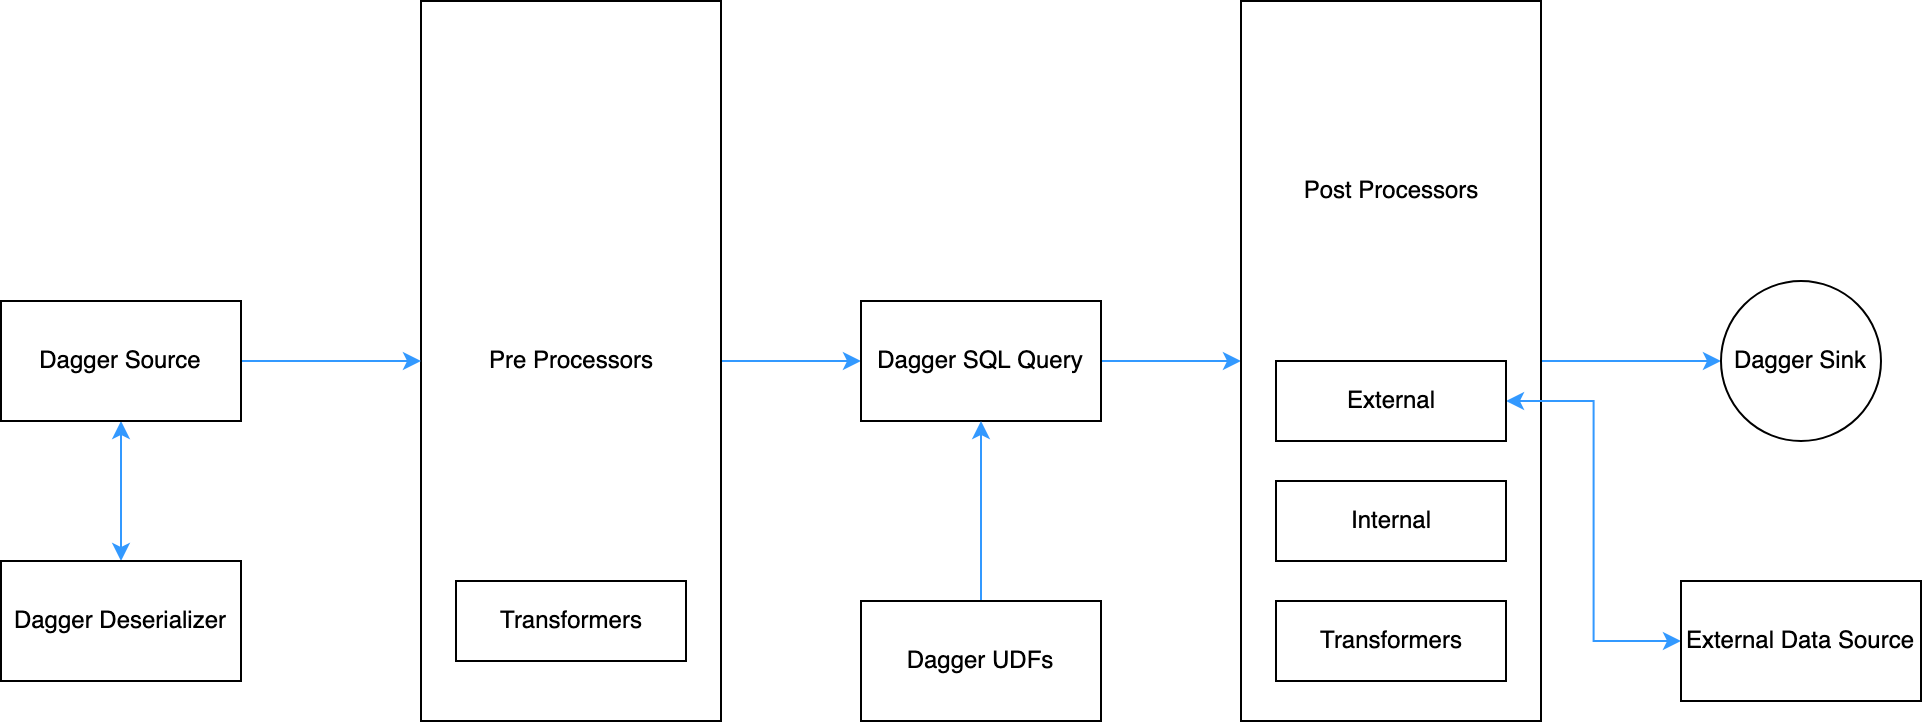 Dagger Source
Dagger Deserializer
Pre Processors
Transformers
Dagger SQL Query
Dagger UDFs
Post Processors
External
Internal
Transformers
Dagger Sink
External Data Source